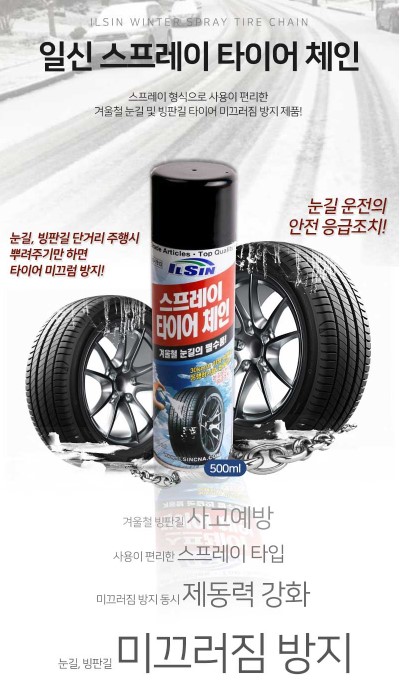 ILSIN WINTER SPRAY TIRE CHAIN
일신 스프레이 타이어 체인
스프레이 형식으로 사용이 편리한
겨울철 눈길 및 빙판길 타이어 미끄러짐 방지 제품!
눈길 운전의
안전 응급조치!
눈길, 빙판길 단거리 주행시
뿌려주기만 하면
타이어 미끄럼 방지!
Articles • Top Quality
ILSIN
스프레이
타이어 체인
겨울철 눈길의 필수품!
500ml
겨울철 빙판길 사고예방
사용이 편리한 스프레이 타입
미끄러짐 방지 동시 제동력 강화
눈길, 빙판길 미끄러짐 방지